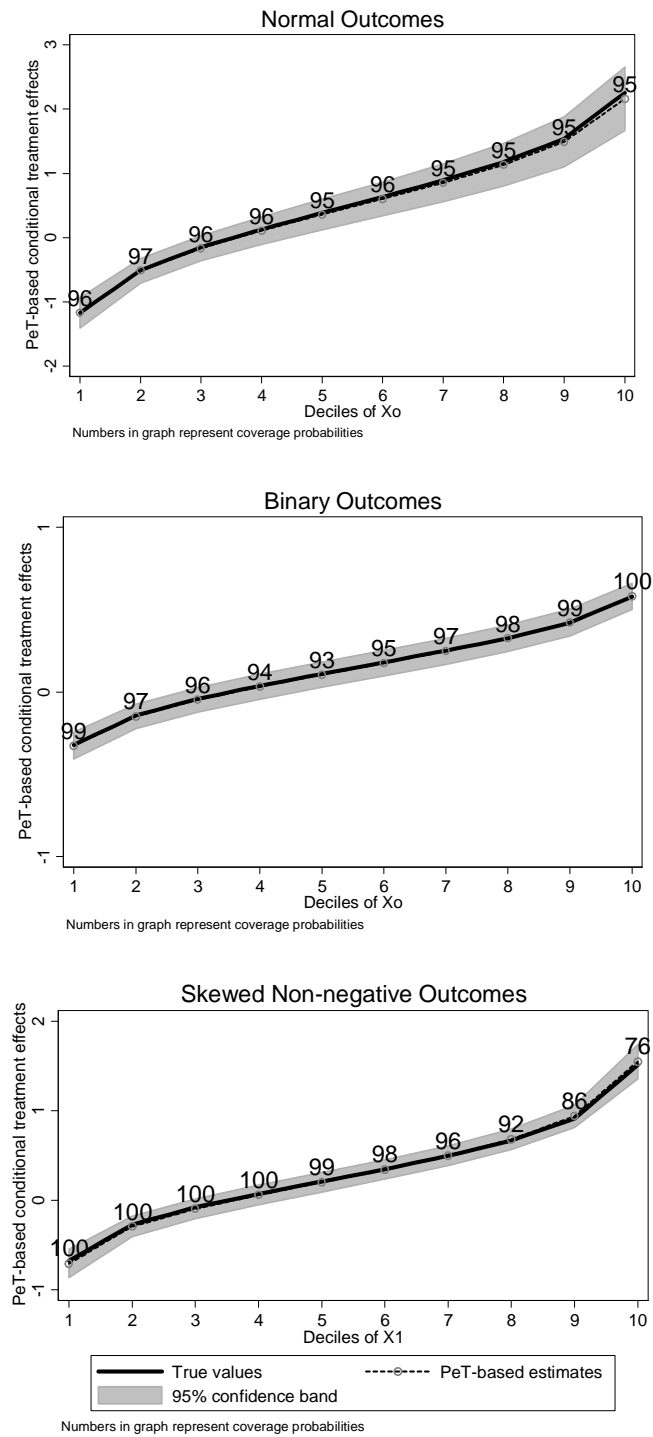 Normal Outcomes
PeT-based conditional treatment effects
3
2
1
0
-1
-2
96
97
96
96
95
96
95
95
95
95
1 2 3 4 5 6 7 8 9 10
Deciles of Xo
Numbers in graph represent coverage probabilities
Binary Outcomes
PeT-based conditional treatment effects
1
0
-1
99
97
96
94
93
95
97
98
99
100
1 2 3 4 5 6 7 8 9 10
Deciles of Xo
Numbers in graph represent coverage probabilities
Skewed Non-negative Outcomes
PeT-based conditional treatment effects
2
1
0
-1
100
100
100
100
99
98
96
92
86
76
1 2 3 4 5 6 7 8 9 10
Deciles of X1
True values PeT-based estimates
95% confidence band
Numbers in graph represent coverage probabilities